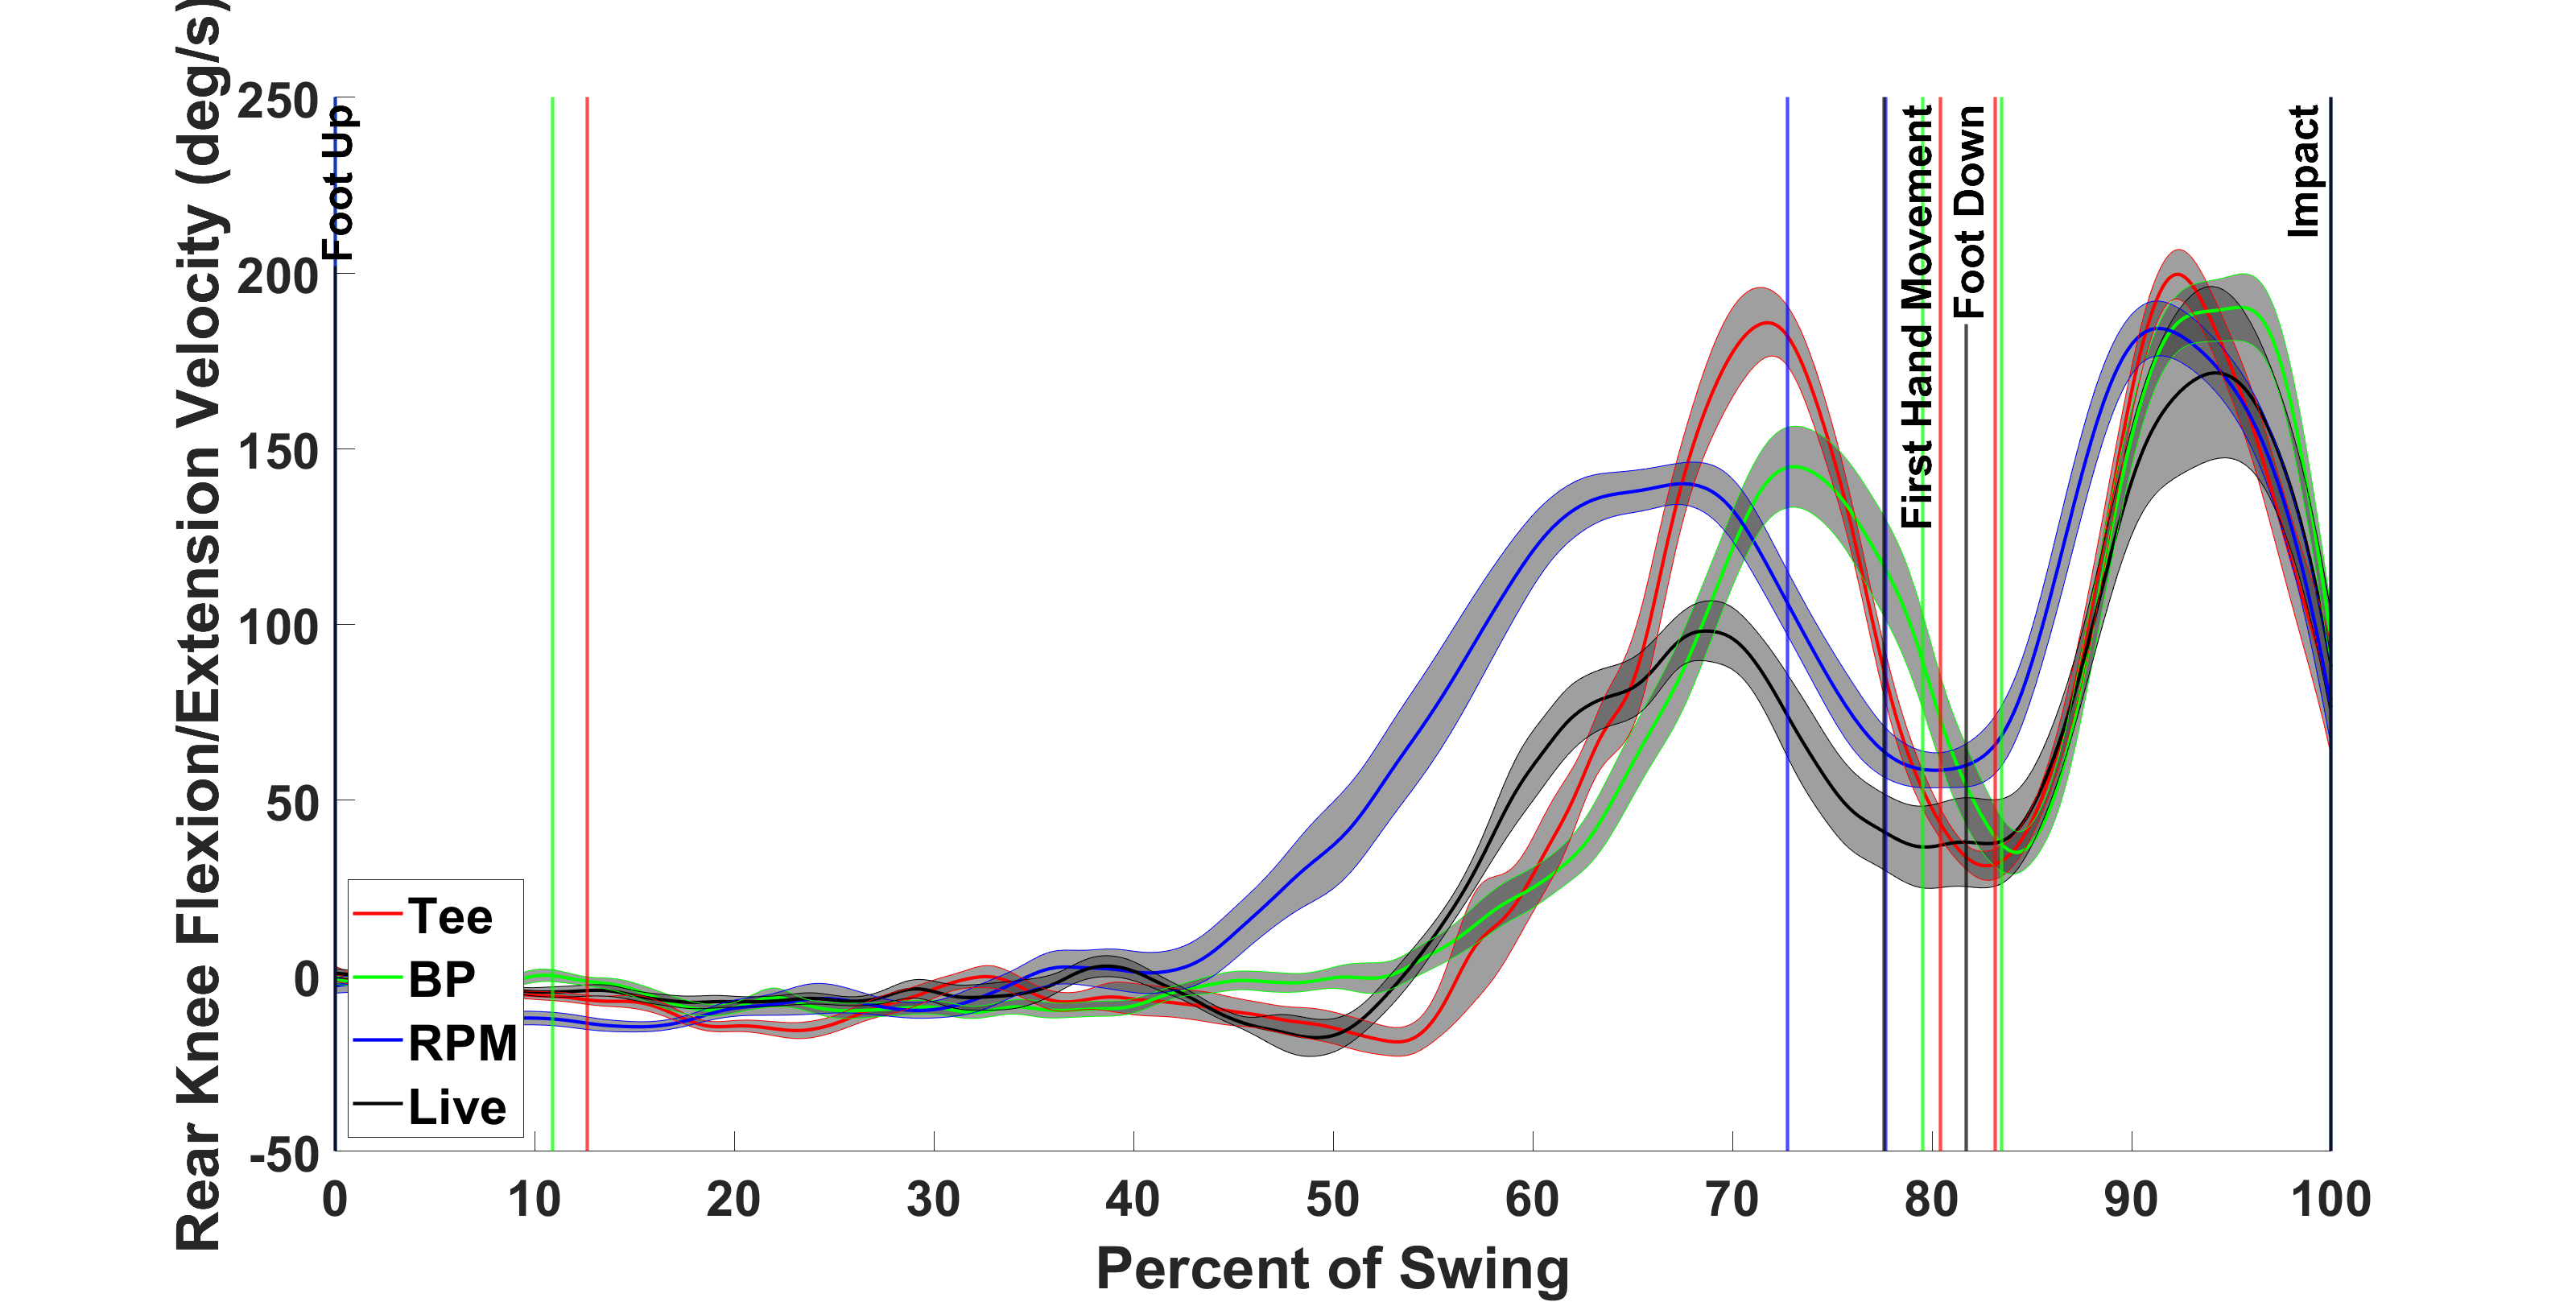 Rear Knee Flexion/Extension Velocity (deg/s)
250
200
150
100
50
0
-50
Foot Up
First Hand Movement
Foot Down
Impact
Tee
BP
RPM
Live
0 10 20 30 40 50 60 70 80 90 100
Percent of Swing